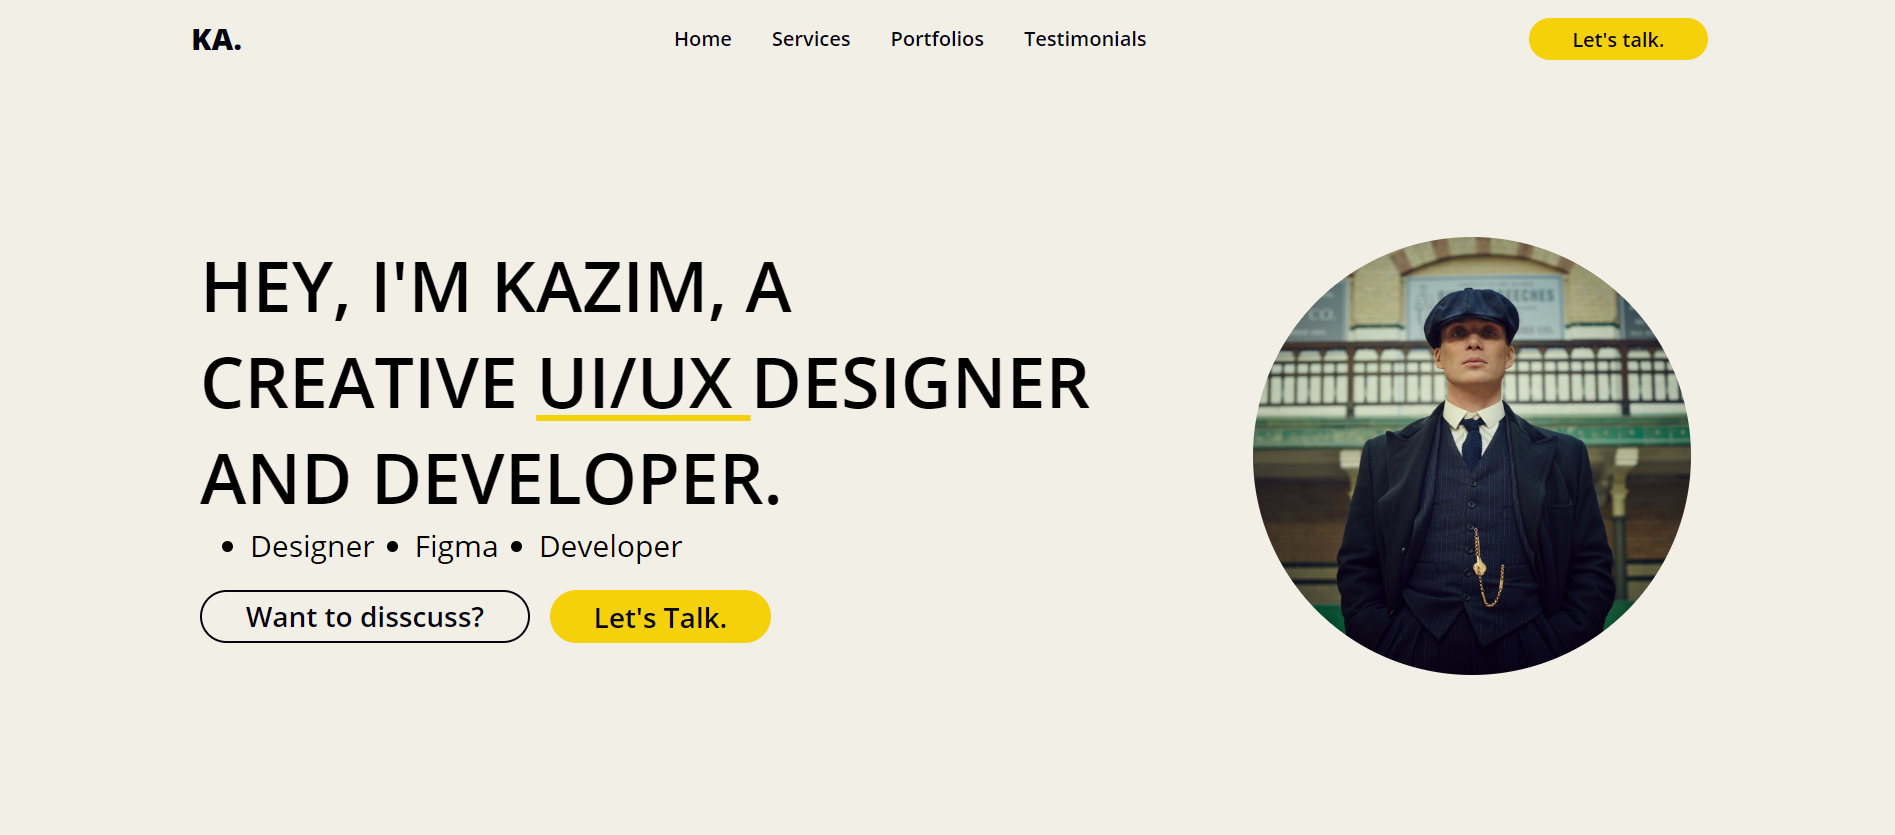 KA.
Home Services Portfolios Testimonials
Let's talk.
HEY, I'M KAZIM, A
CREATIVE UI/UX DESIGNER
AND DEVELOPER.
• Designer • Figma • Developer
Want to disscuss?
Let's Talk.